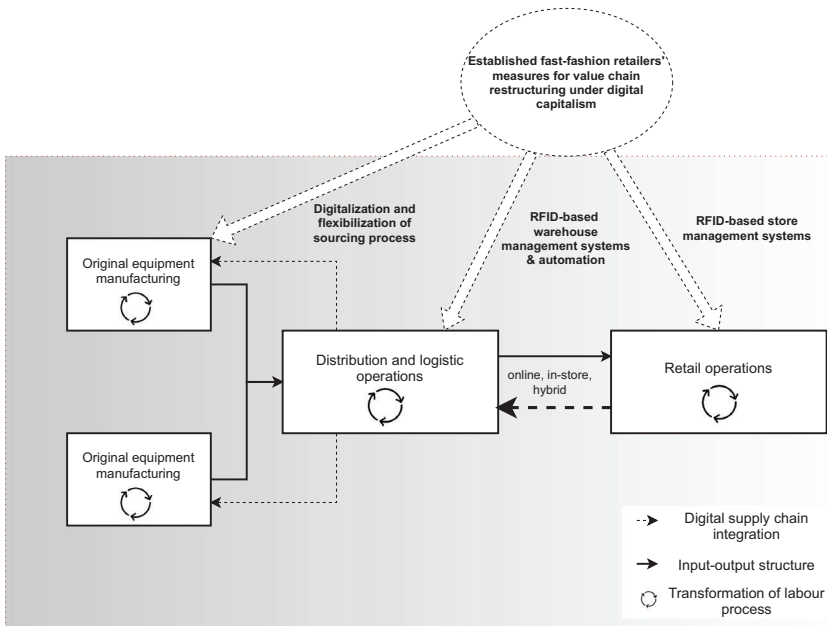 Established fast-fashion retailers'
measures for value chain
restructuring under digital
capitalism
Digitalization and
flexibilization of
sourcing process
RFID-based
warehouse
management systems
& automation
RFID-based store
management systems
Original equipment
manufacturing
Distribution and logistic
operations
online, in-store,
hybrid
Retail operations
Original equipment
manufacturing
Digital supply chain
integration
Input-output structure
Transformation of labour
process